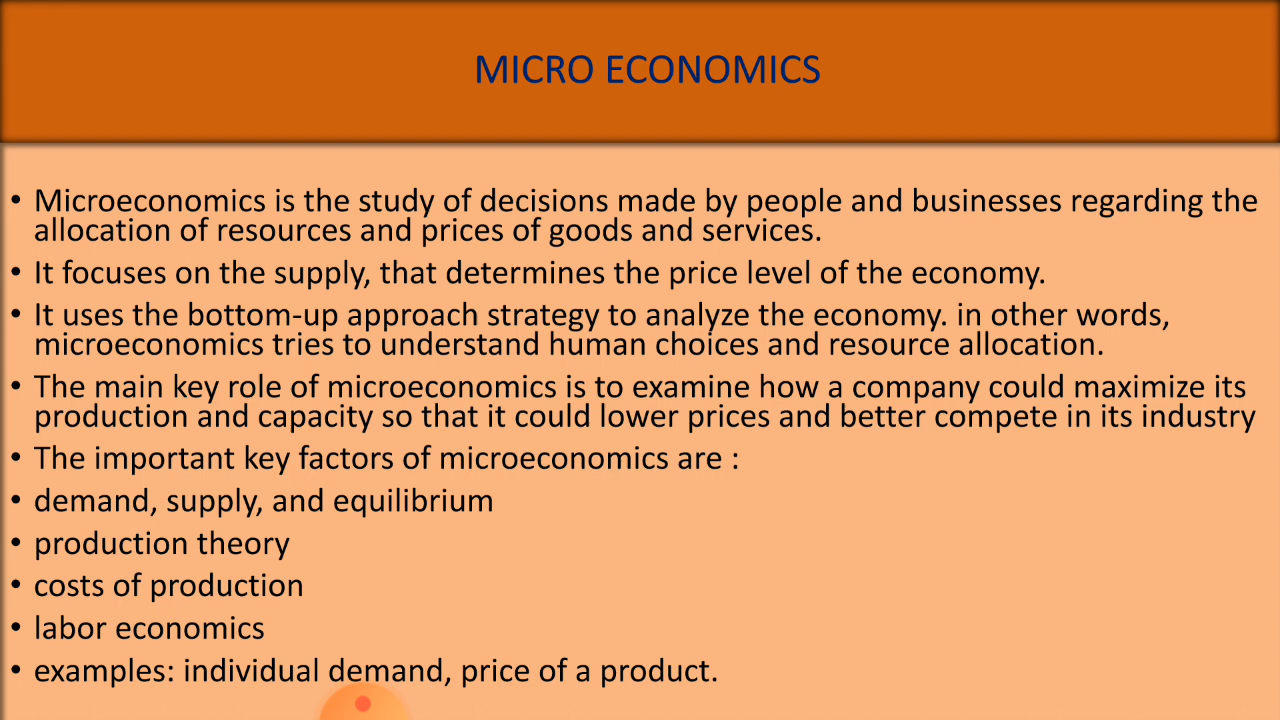 MICRO ECONOMICS
• Microeconomics is the study of decisions made by people and businesses regarding the
allocation of resources and prices of goods and services.
• It focuses on the supply, that determines the price level of the economy.
• It uses the bottom-up approach strategy to analyze the economy. in other words,
microeconomics tries to understand human choices and resource allocation.
• The main key role of microeconomics is to examine how a company could maximize its
production and capacity so that it could lower prices and better compete in its industry
• The important key factors of microeconomics are :
• demand, supply, and equilibrium
• production theory
• costs of production
• labor economics
• examples: individual demand, price of a product.